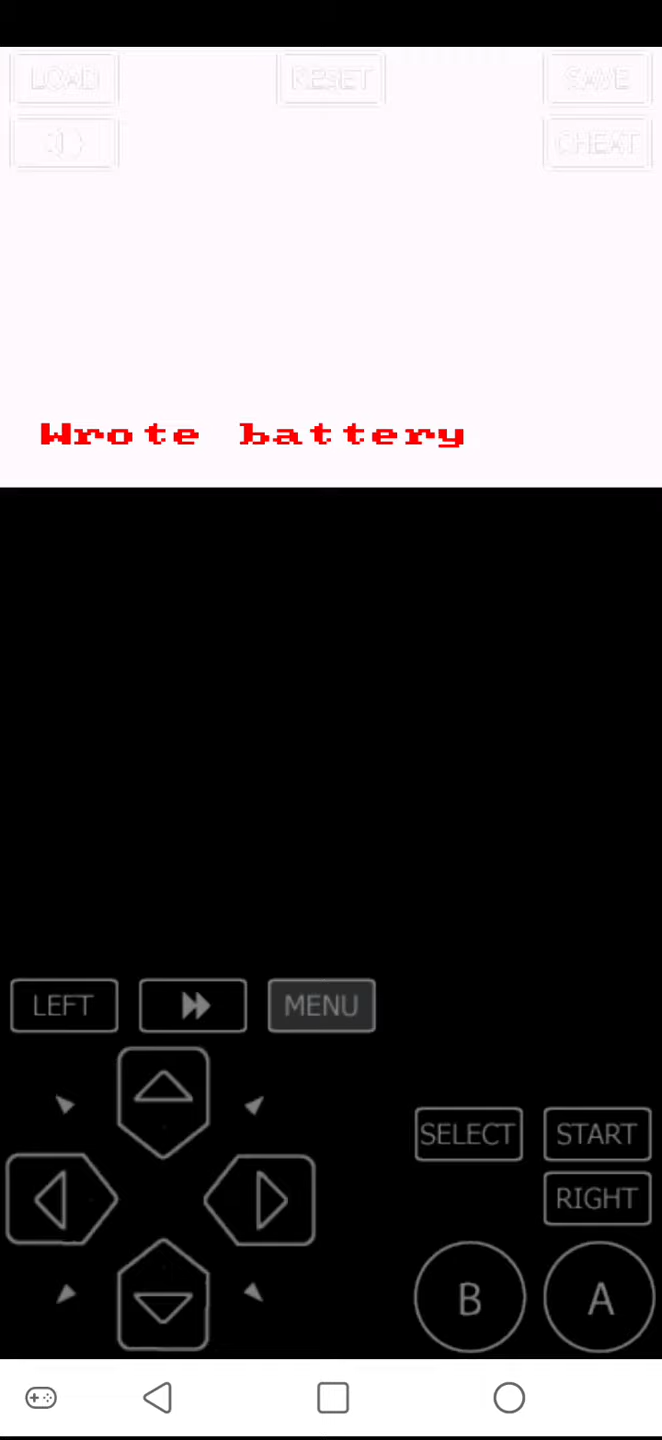 LOAD RESET SAVE
CHEAT
Wrote battery
LEFT MENU
SELECT START
RIGHT
B A